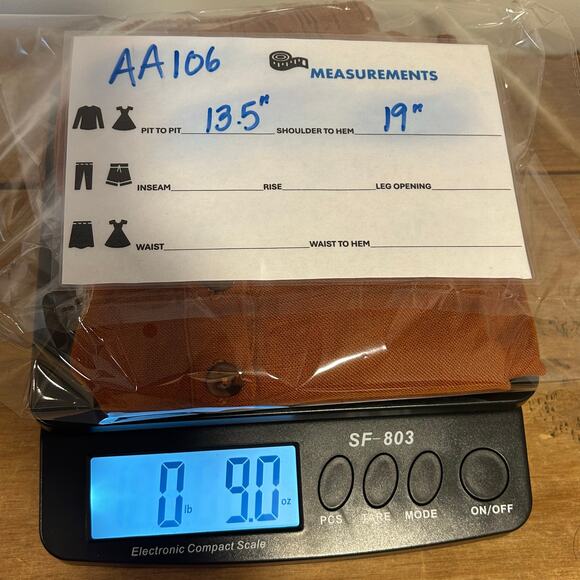 AA106
MEASUREMENTS
PIT TO PIT 13.5" SHOULDER TO HEM 19"
INSEAM RISE LEG OPENING
WAIST WAIST TO HEM
SF-803
0 lb 9.0 oz
PCS TARE MODE ON/OFF
Electronic Compact Scale